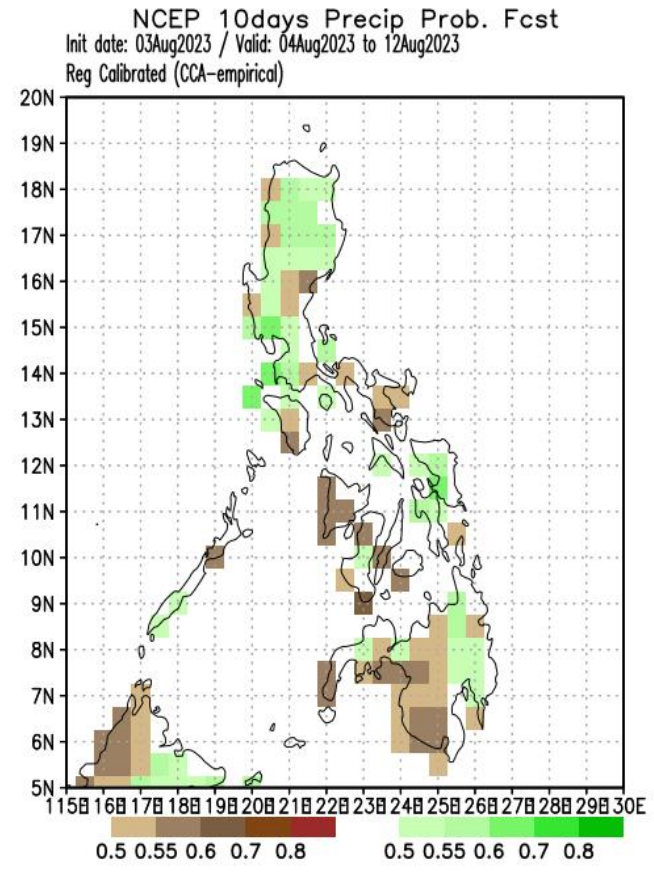 NCEP 10days Precip Prob. Fcst
Init date: 03Aug2023 / Valid: 04Aug2023 to 12Aug2023
Reg Calibrated (CCA-empirical)
20N
19N
18N
17N
16N
15N
14N
13N
12N
11N
10N
9N
8N
7N
6N
5N
115E 116E 117E 118E 119E 120E 121E 122E 123E 124E 125E 126E 127E 128E 129E 130E
0.5 0.55 0.6 0.7 0.8 0.5 0.55 0.6 0.7 0.8